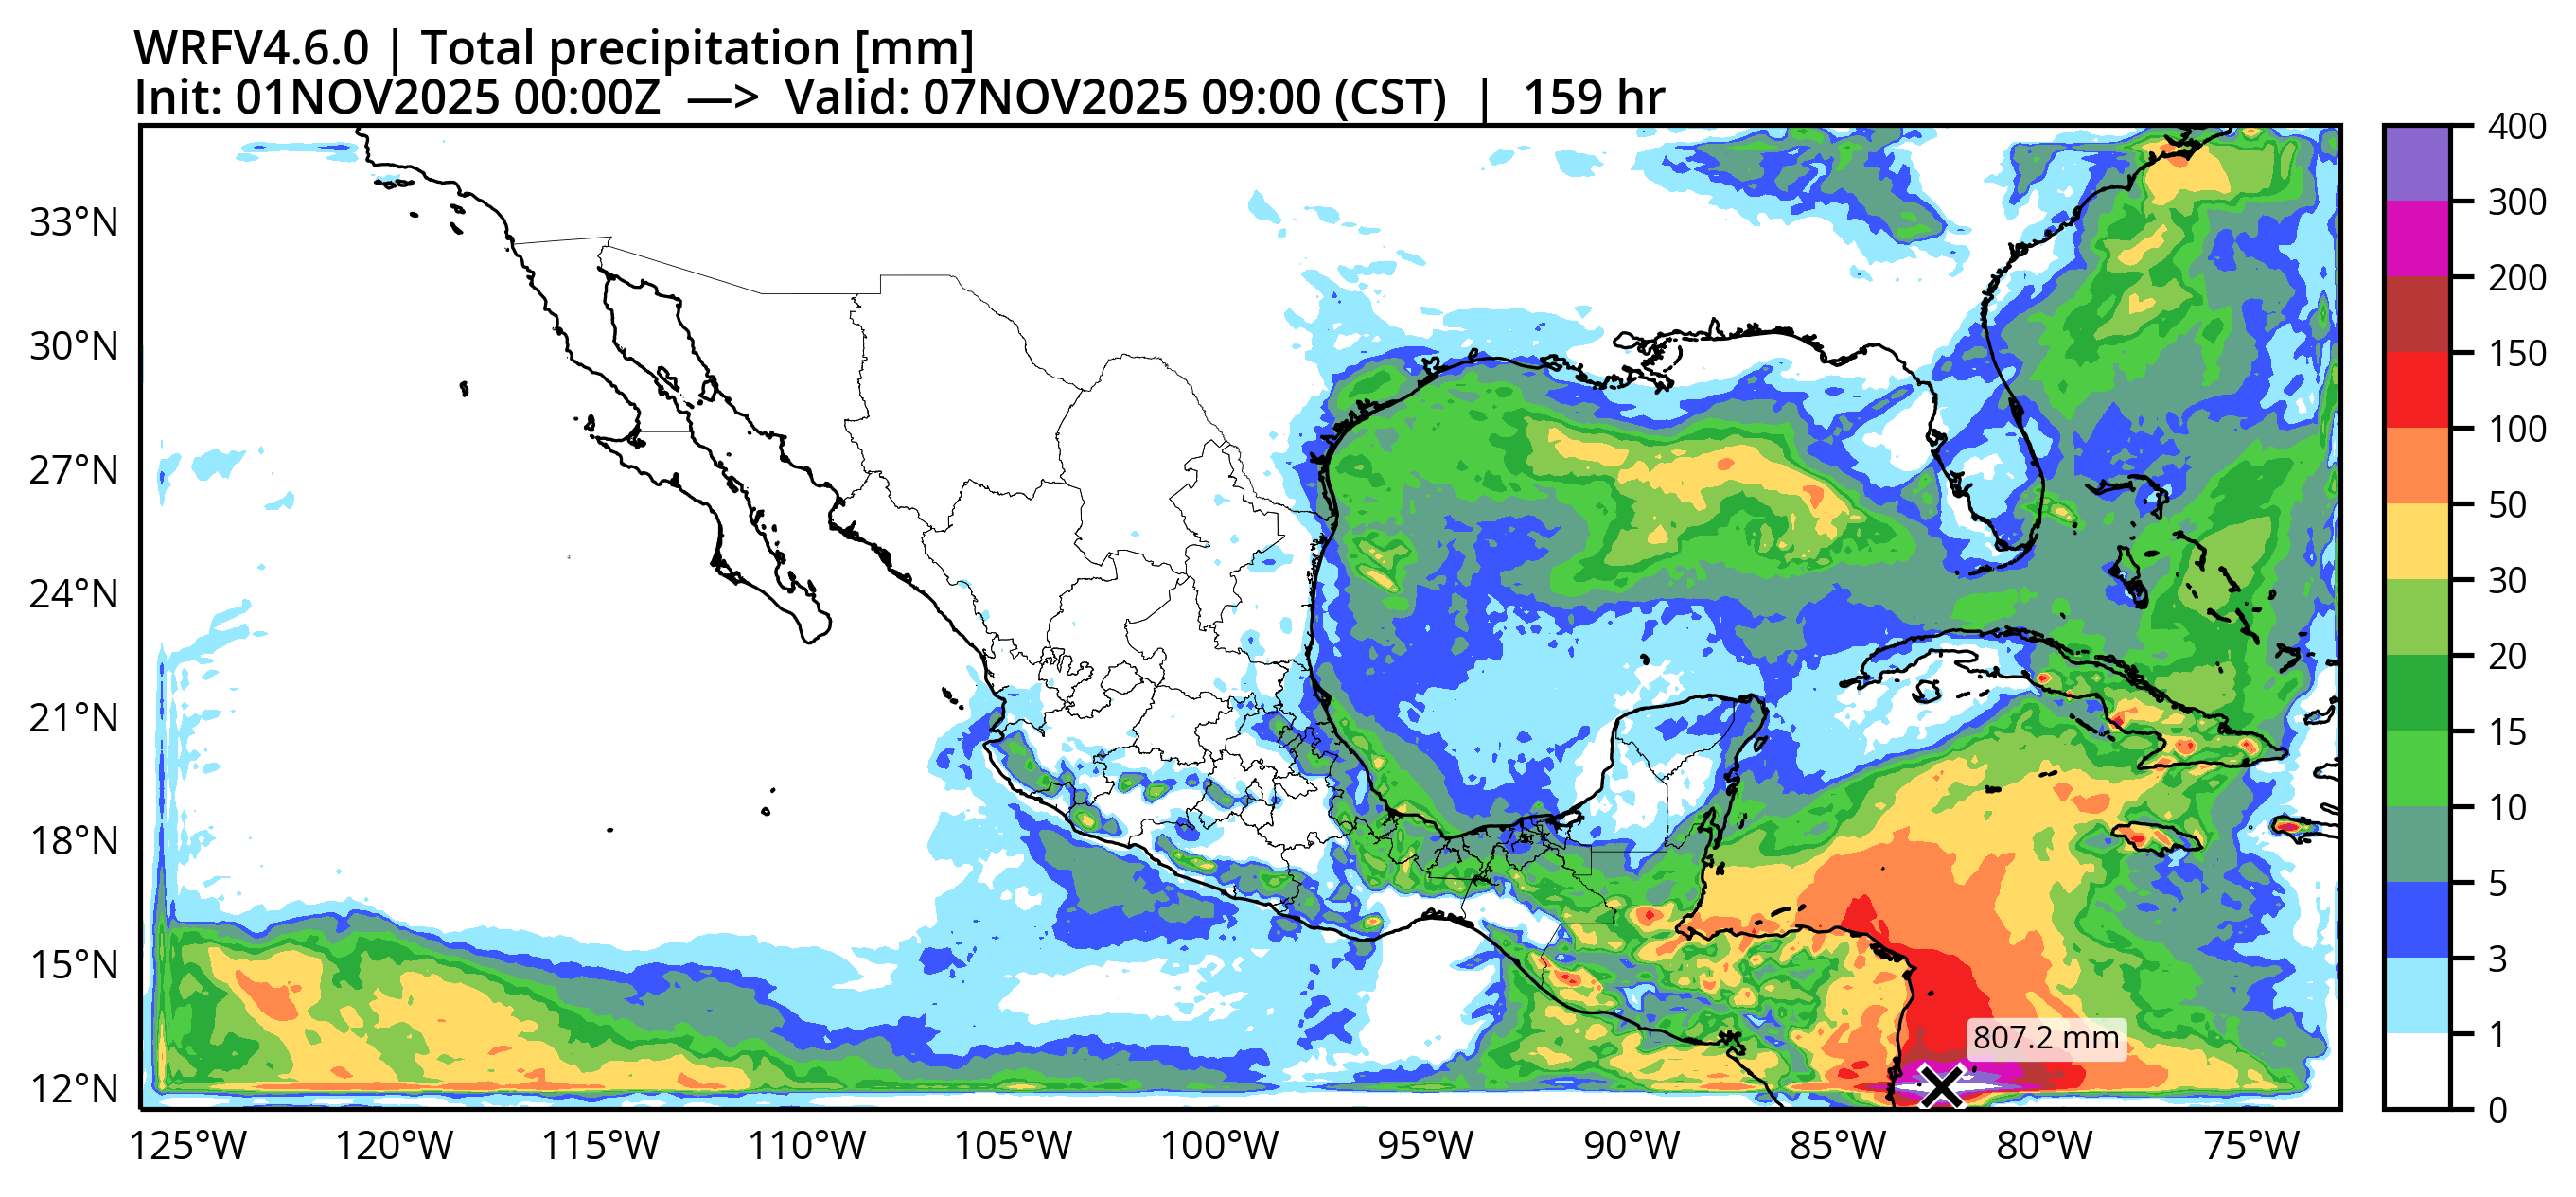 WRFV4.6.0 | Total precipitation [mm]
Init: 01NOV2025 00:00Z —> Valid: 07NOV2025 09:00 (CST) | 159 hr
33°N
30°N
27°N
24°N
21°N
18°N
15°N
12°N
125°W 120°W 115°W 110°W 105°W 100°W 95°W 90°W 85°W 80°W 75°W
807.2 mm
400
300
200
150
100
50
30
20
15
10
5
3
1
0